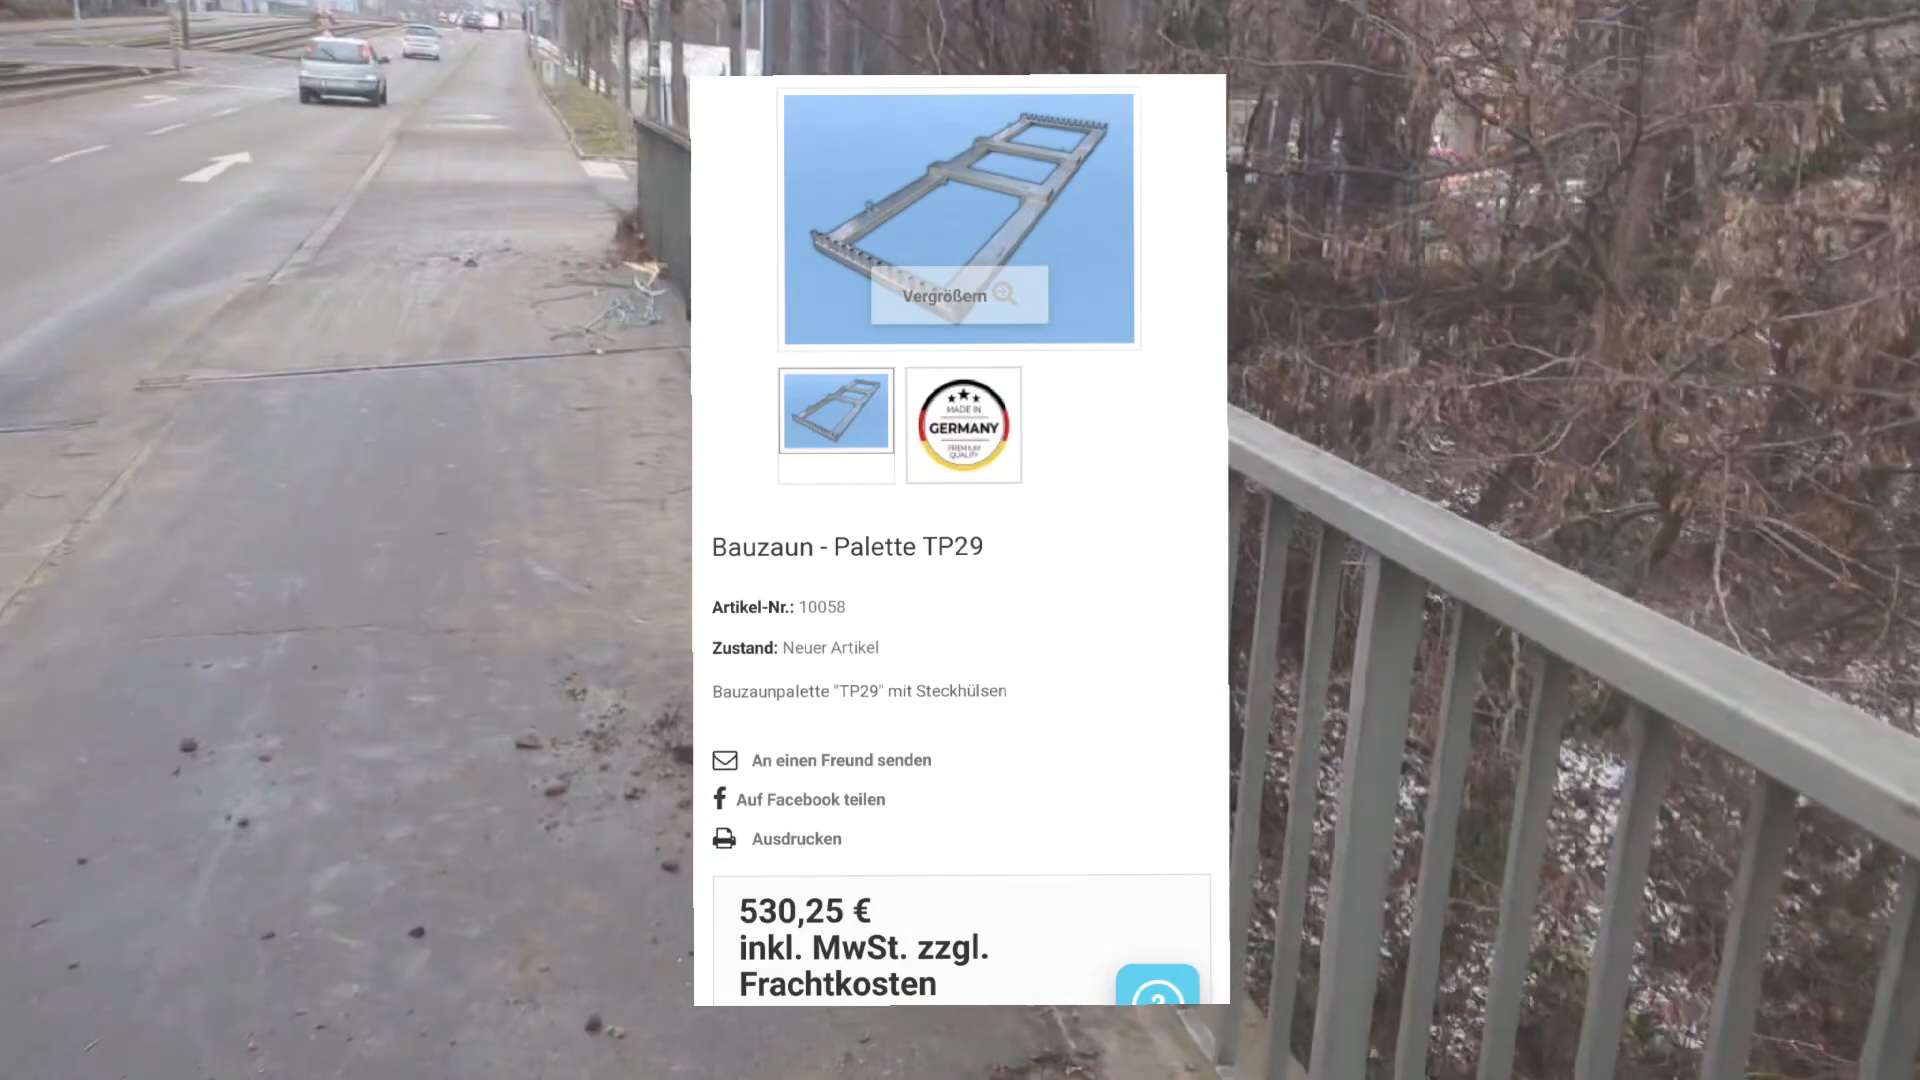 Vergrößern
MADE IN
GERMANY
PREMIUM
QUALITY
Bauzaun - Palette TP29
Artikel-Nr.: 10058
Zustand: Neuer Artikel
Bauzaunpalette "TP29" mit Steckhülsen
An einen Freund senden
Auf Facebook teilen
Ausdrucken
530,25 €
inkl. MwSt. zzgl.
Frachtkosten
?